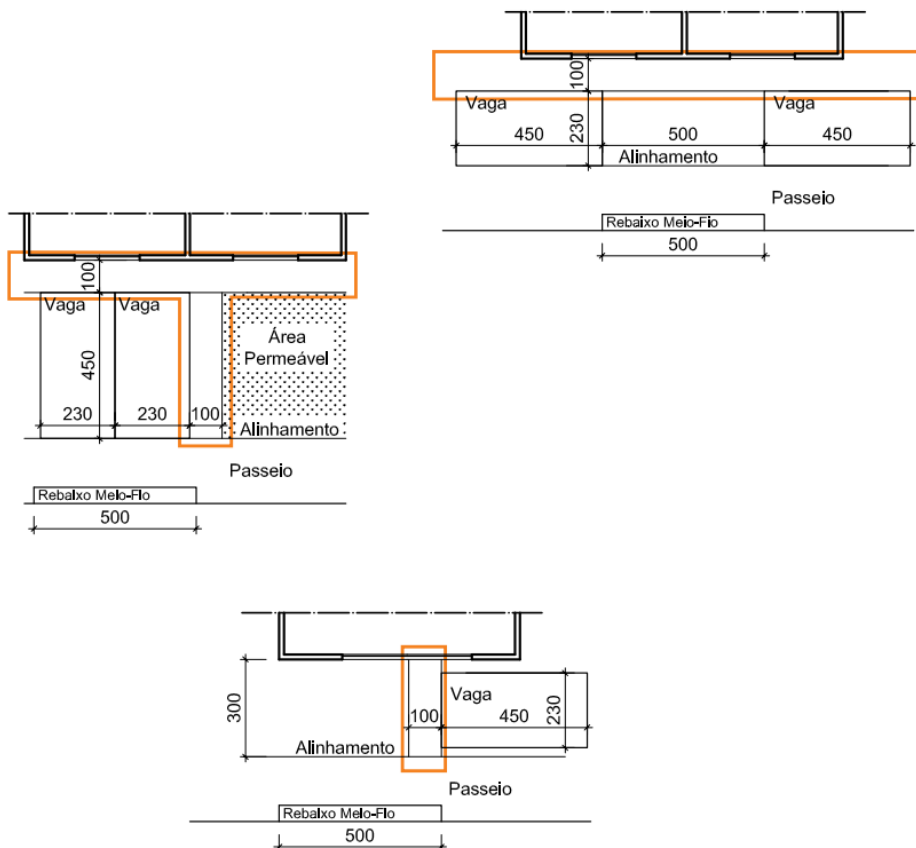 100
Vaga
Vaga
450
230
500
450
Alinhamento
Passeio
Rebaixo Meio-Fio
500
100
Vaga
Vaga
Área
Permeável
450
230
230
100
Alinhamento
Passeio
Rebaixo Meio-Fio
500
300
Vaga
100
450
230
Alinhamento
Passeio
Rebaixo Meio-Fio
500